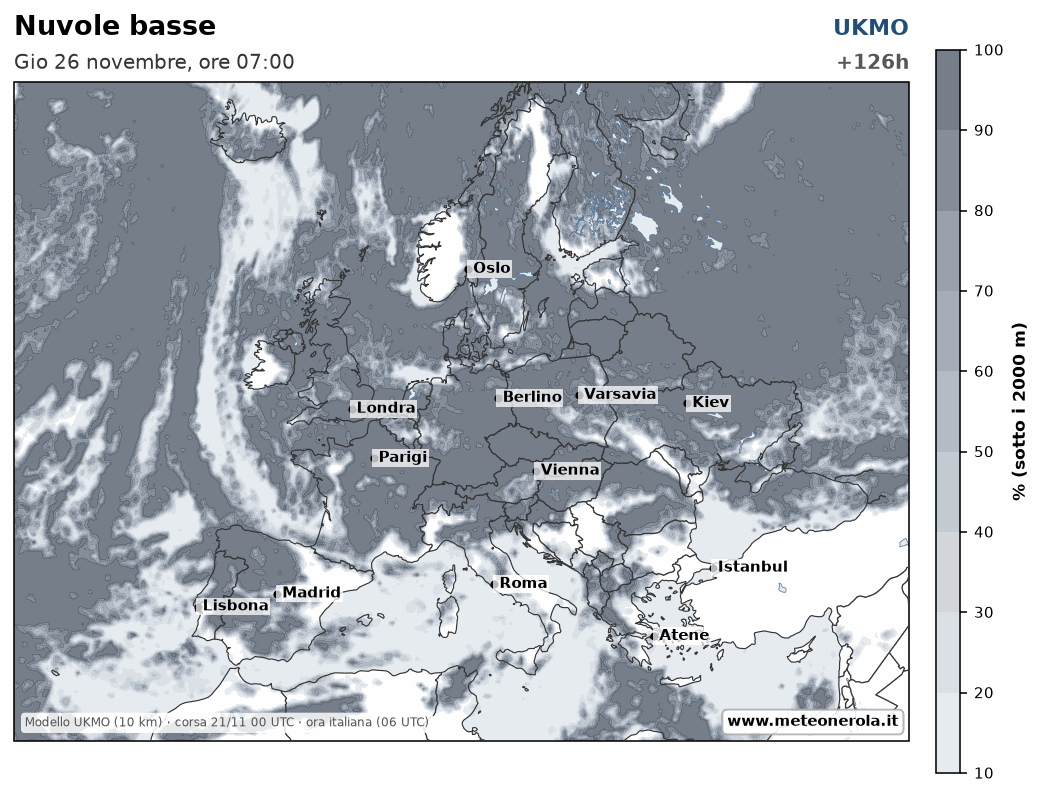 Nuvole basse
UKMO
Gio 26 novembre, ore 07:00
+126h
100
90
80
70
60
50
40
30
20
10
% (sotto i 2000 m)
Oslo
Berlino
Varsavia
Kiev
Londra
Parigi
Vienna
Istanbul
Roma
Madrid
Lisbona
Atene
Modello UKMO (10 km) · corsa 21/11 00 UTC · ora italiana (06 UTC)
www.meteonerola.it